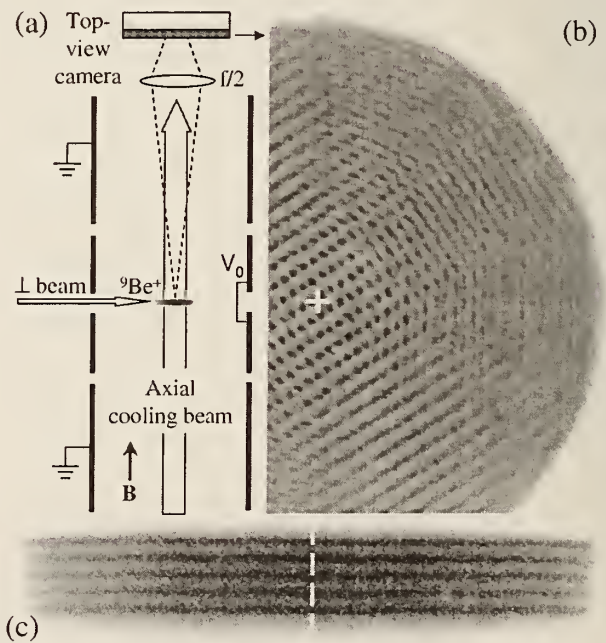 (a)
Top-
view
camera
f/2
(b)
V₀
⊥ beam
⁹Be⁺
Axial
cooling beam
B
(c)